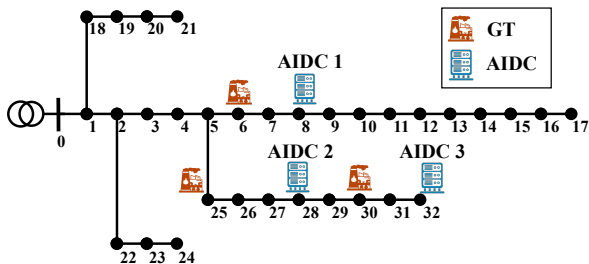 18 19 20 21
GT
AIDC
AIDC 1
0 1 2 3 4 5 6 7 8 9 10 11 12 13 14 15 16 17
AIDC 2 AIDC 3
25 26 27 28 29 30 31 32
22 23 24